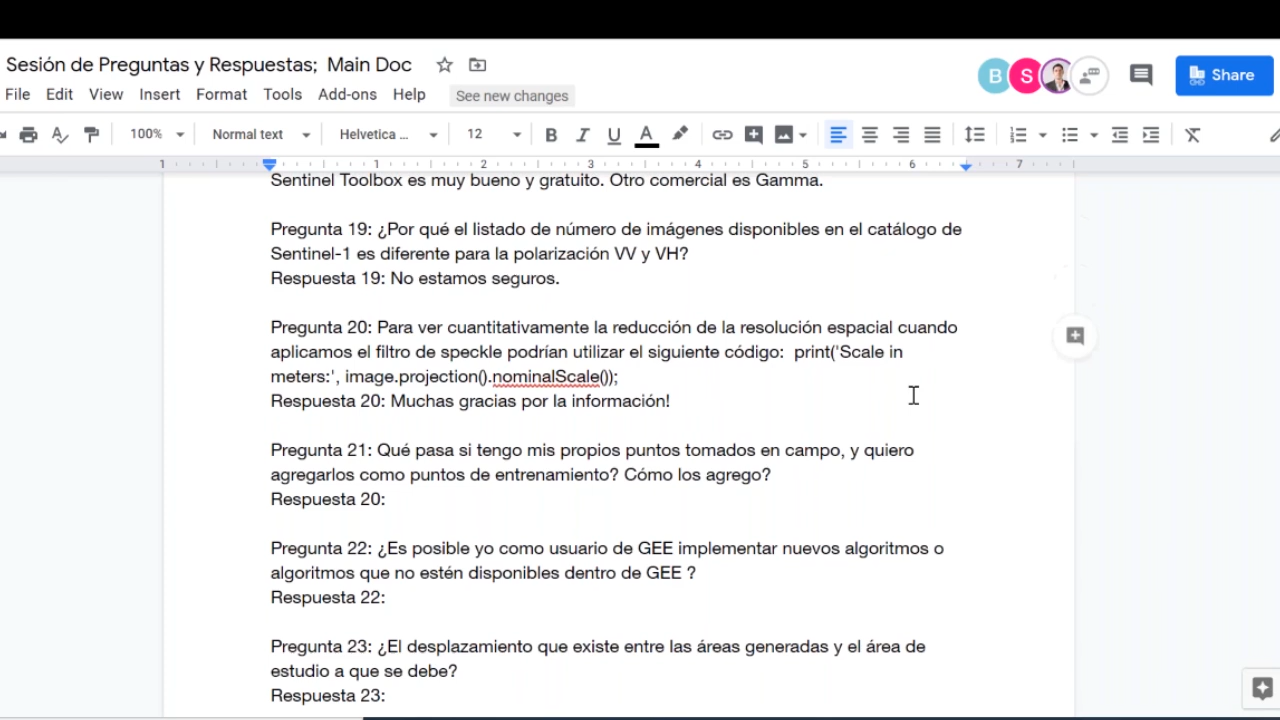 Sesión de Preguntas y Respuestas; Main Doc
B S
Share
File Edit View Insert Format Tools Add-ons Help See new changes
100% Normal text Helvetica ... 12 B I U A
1 1 2 3 4 5 6 7
Sentinel Toolbox es muy bueno y gratuito. Otro comercial es Gamma.
Pregunta 19: ¿Por qué el listado de número de imágenes disponibles en el catálogo de
Sentinel-1 es diferente para la polarización VV y VH?
Respuesta 19: No estamos seguros.
Pregunta 20: Para ver cuantitativamente la reducción de la resolución espacial cuando
aplicamos el filtro de speckle podrían utilizar el siguiente código:  print('Scale in
meters:', image.projection().nominalScale());
Respuesta 20: Muchas gracias por la información!
Pregunta 21: Qué pasa si tengo mis propios puntos tomados en campo, y quiero
agregarlos como puntos de entrenamiento? Cómo los agrego?
Respuesta 20:
Pregunta 22: ¿Es posible yo como usuario de GEE implementar nuevos algoritmos o
algoritmos que no estén disponibles dentro de GEE ?
Respuesta 22:
Pregunta 23: ¿El desplazamiento que existe entre las áreas generadas y el área de
estudio a que se debe?
Respuesta 23: